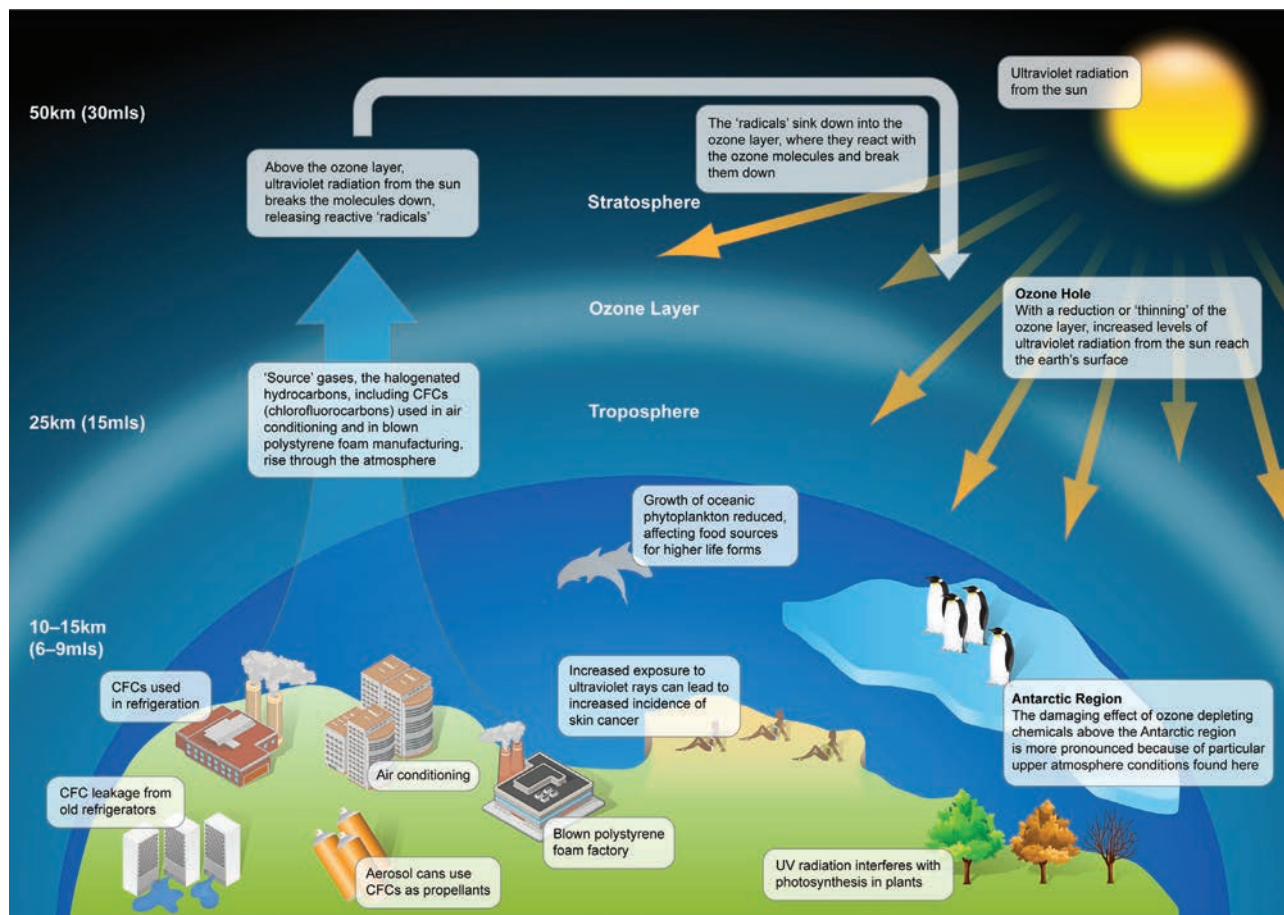 50km (30mls)
Ultraviolet radiation
from the sun
The ‘radicals’ sink down into the
ozone layer, where they react with
the ozone molecules and break
them down
Above the ozone layer,
ultraviolet radiation from the sun
breaks the molecules down,
releasing reactive ‘radicals’
Stratosphere
Ozone Layer
Ozone Hole
With a reduction or ‘thinning’ of the
ozone layer, increased levels of
ultraviolet radiation from the sun reach
the earth’s surface
‘Source’ gases, the halogenated
hydrocarbons, including CFCs
(chlorofluorocarbons) used in air
conditioning and in blown
polystyrene foam manufacturing,
rise through the atmosphere
25km (15mls)
Troposphere
Growth of oceanic
phytoplankton reduced,
affecting food sources
for higher life forms
10–15km
(6–9mls)
CFCs used
in refrigeration
Increased exposure to
ultraviolet rays can lead to
increased incidence of
skin cancer
Antarctic Region
The damaging effect of ozone depleting
chemicals above the Antarctic region
is more pronounced because of particular
upper atmosphere conditions found here
Air conditioning
CFC leakage from
old refrigerators
Blown polystyrene
foam factory
Aerosol cans use
CFCs as propellants
UV radiation interferes with
photosynthesis in plants